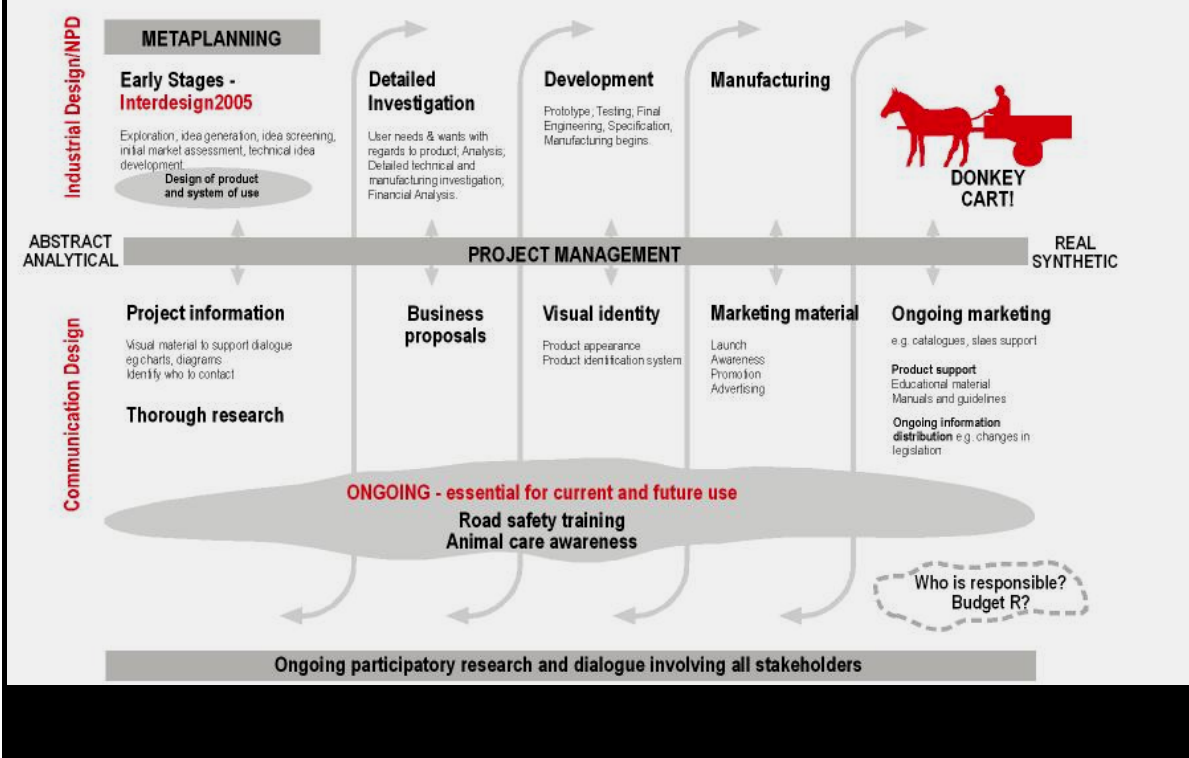 Industrial Design/NPD
METAPLANNING
Early Stages -
Interdesign2005
Exploration, idea generation, idea screening,
initial market assessment, technical idea
development.
Design of product
and system of use
Detailed
Investigation
User needs & wants with
regards to product; Analysis;
Detailed technical and
manufacturing investigation;
Financial Analysis.
Development
Prototype; Testing; Final
Engineering, Specification,
Manufacturing begins.
Manufacturing
DONKEY
CART!
ABSTRACT
ANALYTICAL
PROJECT MANAGEMENT
REAL
SYNTHETIC
Communication Design
Project information
Visual material to support dialogue
eg charts, diagrams
Identify who to contact
Thorough research
Business
proposals
Visual identity
Product appearance
Product identification system
Marketing material
Launch
Awareness
Promotion
Advertising
Ongoing marketing
e.g. catalogues, slaes support
Product support
Educational material
Manuals and guidelines
Ongoing information
distribution e.g. changes in
legislation
ONGOING - essential for current and future use
Road safety training
Animal care awareness
Who is responsible?
Budget R?
Ongoing participatory research and dialogue involving all stakeholders